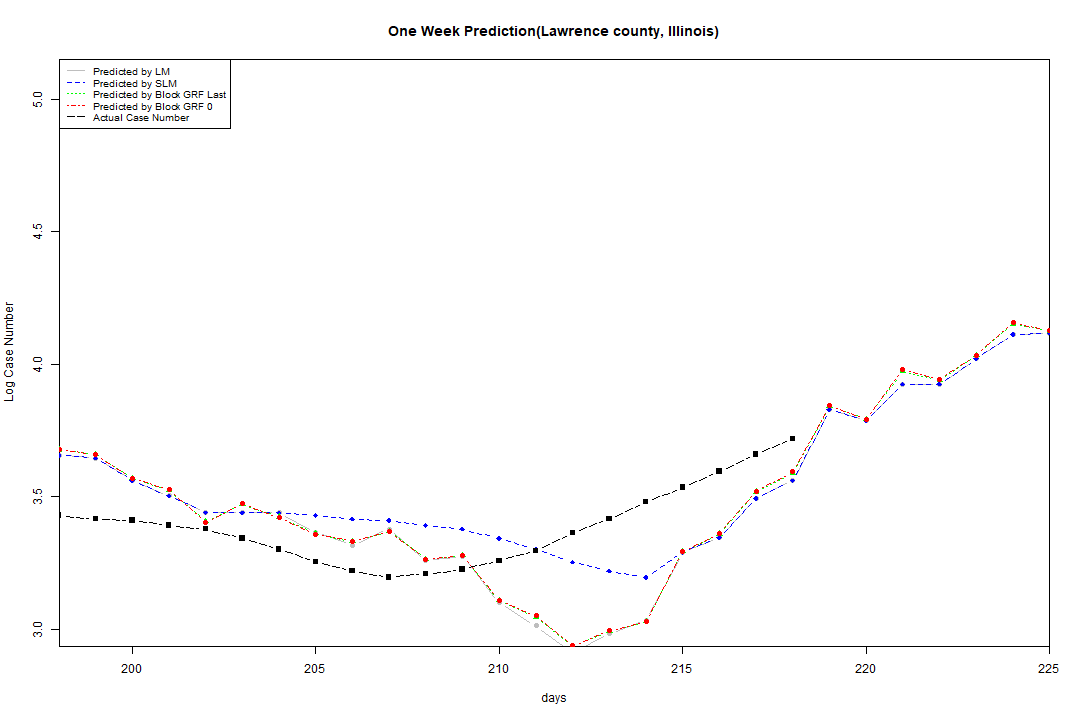 One Week Prediction(Lawrence county, Illinois)
Predicted by LM
Predicted by SLM
Predicted by Block GRF Last
Predicted by Block GRF 0
Actual Case Number
5.0
4.5
4.0
3.5
3.0
Log Case Number
200 205 210 215 220 225
days